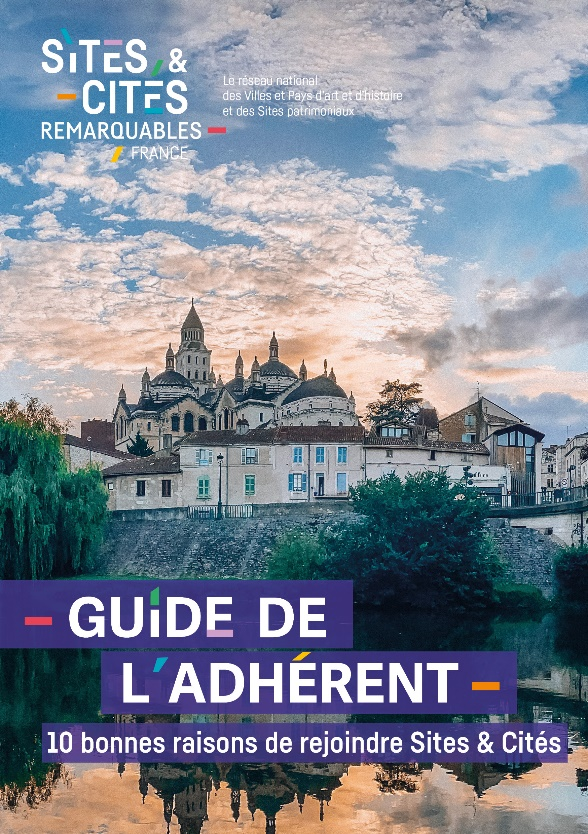 SITES &
CITÉS
REMARQUABLES
FRANCE
Le réseau national
des Villes et Pays d'art et d'histoire
et des Sites patrimoniaux
GUIDE DE
L'ADHÉRENT
10 bonnes raisons de rejoindre Sites & Cités